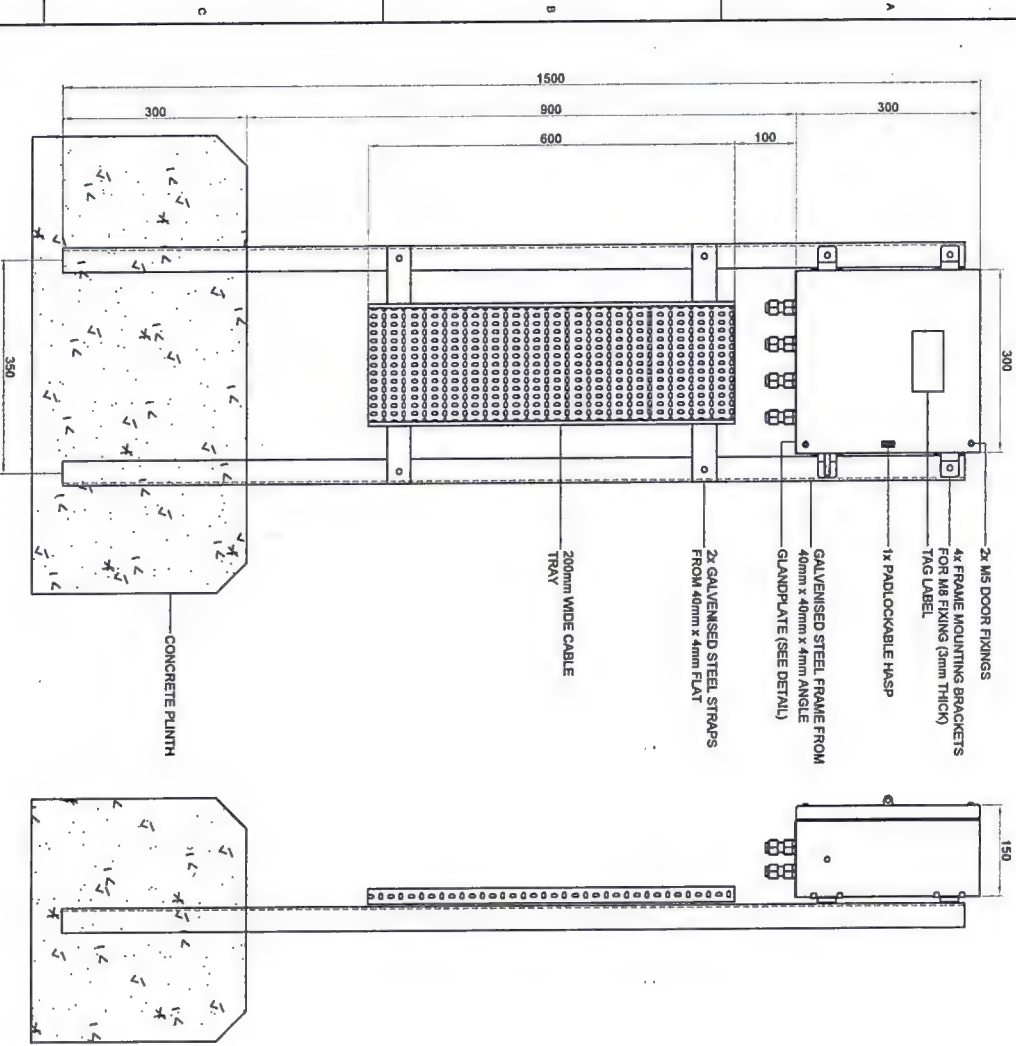 C
B
A
1500
300
900
300
600
100
300
350
2x M5 DOOR FIXINGS
4x FRAME MOUNTING BRACKETS
FOR M8 FIXING (3mm THICK)
TAG LABEL
1x PADLOCKABLE HASP
GALVENISED STEEL FRAME FROM
40mm x 40mm x 4mm ANGLE
GLANDPLATE (SEE DETAIL)
2x GALVENISED STEEL STRAPS
FROM 40mm x 4mm FLAT
200mm WIDE CABLE
TRAY
CONCRETE PLINTH
150